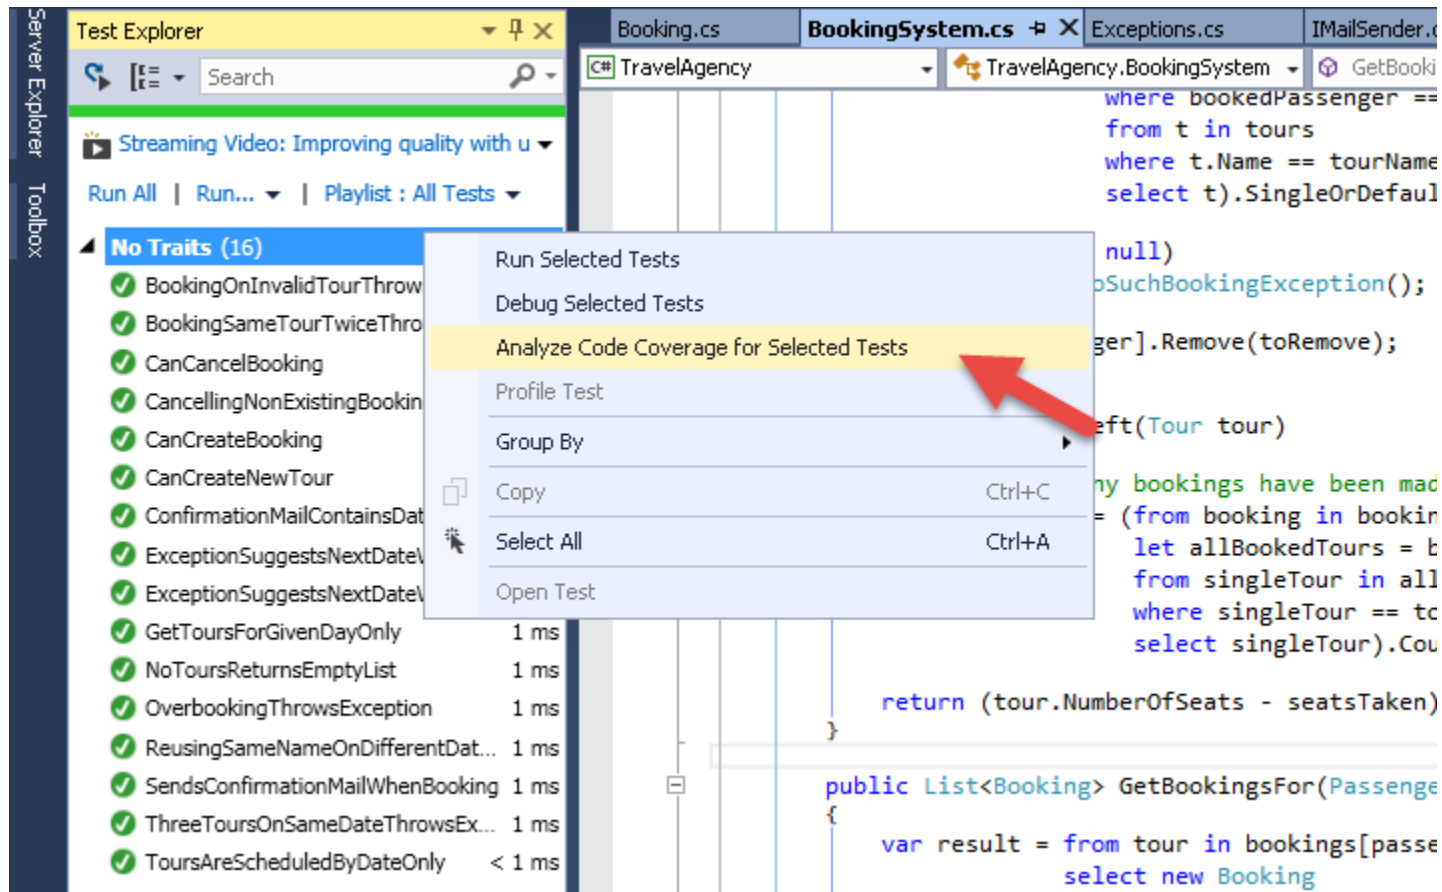 Server Explorer
Toolbox
Test Explorer
Search
Streaming Video: Improving quality with u
Run All | Run... | Playlist : All Tests
No Traits (16)
BookingOnInvalidTourThrow
BookingSameTourTwiceThro
CanCancelBooking
CancellingNonExistingBookin
CanCreateBooking
CanCreateNewTour
ConfirmationMailContainsDat
ExceptionSuggestsNextDate
ExceptionSuggestsNextDate
GetToursForGivenDayOnly 1 ms
NoToursReturnsEmptyList 1 ms
OverbookingThrowsException 1 ms
ReusingSameNameOnDifferentDat... 1 ms
SendsConfirmationMailWhenBooking 1 ms
ThreeToursOnSameDateThrowsEx... 1 ms
ToursAreScheduledByDateOnly < 1 ms
Run Selected Tests
Debug Selected Tests
Analyze Code Coverage for Selected Tests
Profile Test
Group By
Copy Ctrl+C
Select All Ctrl+A
Open Test
Booking.cs BookingSystem.cs Exceptions.cs IMailSender.c
C# TravelAgency TravelAgency.BookingSystem GetBooki
where bookedPassenger ==
from t in tours
where t.Name == tourName
select t).SingleOrDefaul
null)
oSuchBookingException();
ger].Remove(toRemove);
eft(Tour tour)
ny bookings have been mad
= (from booking in bookin
let allBookedTours = b
from singleTour in all
where singleTour == to
select singleTour).Cou
return (tour.NumberOfSeats - seatsTaken)
}
public List<Booking> GetBookingsFor(Passenge
{
var result = from tour in bookings[passe
select new Booking